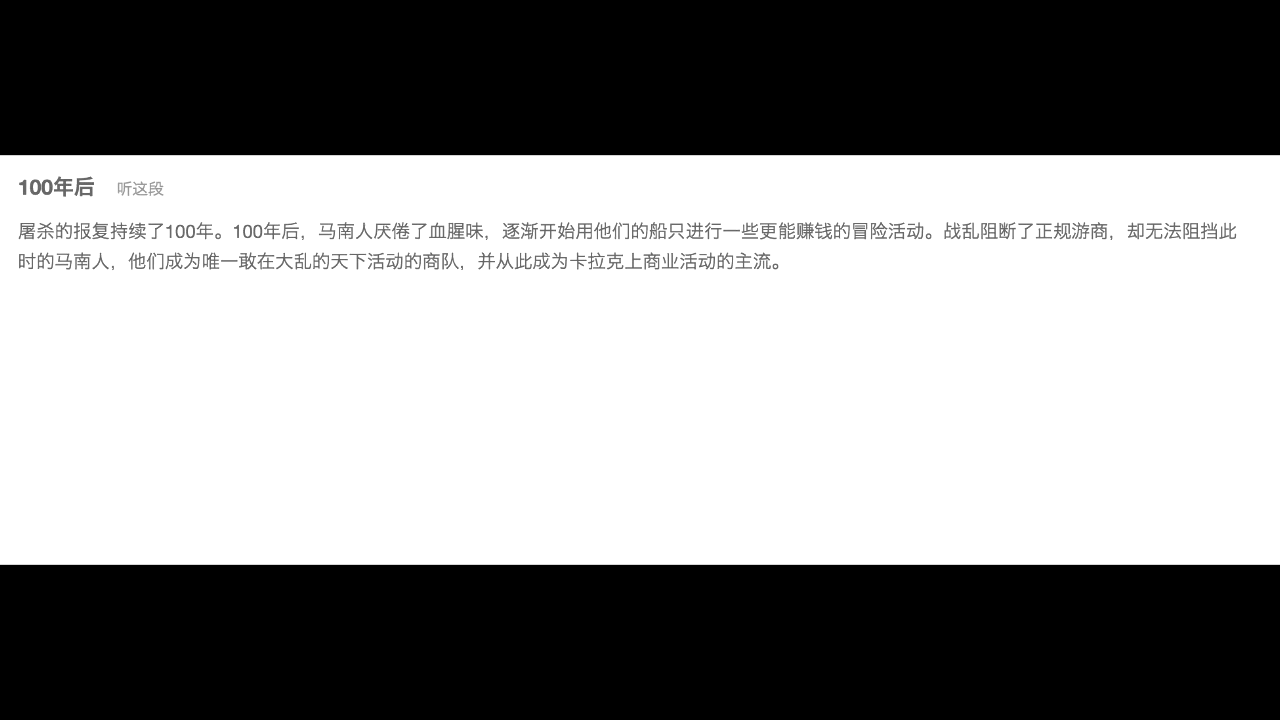 100年后 听这段
屠杀的报复持续了100年。100年后，马南人厌倦了血腥味，逐渐开始用他们的船只进行一些更能赚钱的冒险活动。战乱阻断了正规游商，却无法阻挡此
时的马南人，他们成为唯一敢在大乱的天下活动的商队，并从此成为卡拉克上商业活动的主流。